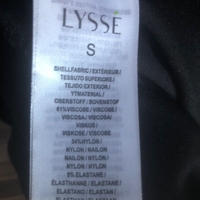 LYSSE
S
SHELLFABRIC / EXTÉRIEUR /
TESSUTO SUPERIORE /
TEJIDO EXTERIOR /
YTMATERIAL /
OBERSTOFF / BOVENSTOF
61% VISCOSE / VISCOSE /
VISCOSA / VISCOSA /
VISKOS /
VISKOSE / VISCOSE
34% NYLON /
NYLON / NAILON
NAILON / NYLON /
NYLON / NYLON
5% ELASTANE /
ÉLASTHANNE / ELASTANE /
ELASTANO / ELASTAN /